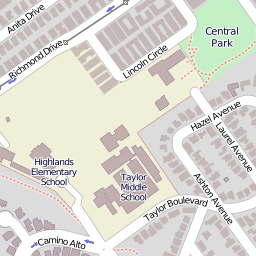 Anita Drive
Richmond Drive
Lincoln Circle
Central
Park
Hazel Avenue
Laurel Avenue
Highlands
Elementary
School
Taylor
Middle
School
Ashton Avenue
Taylor Boulevard
Camino Alto